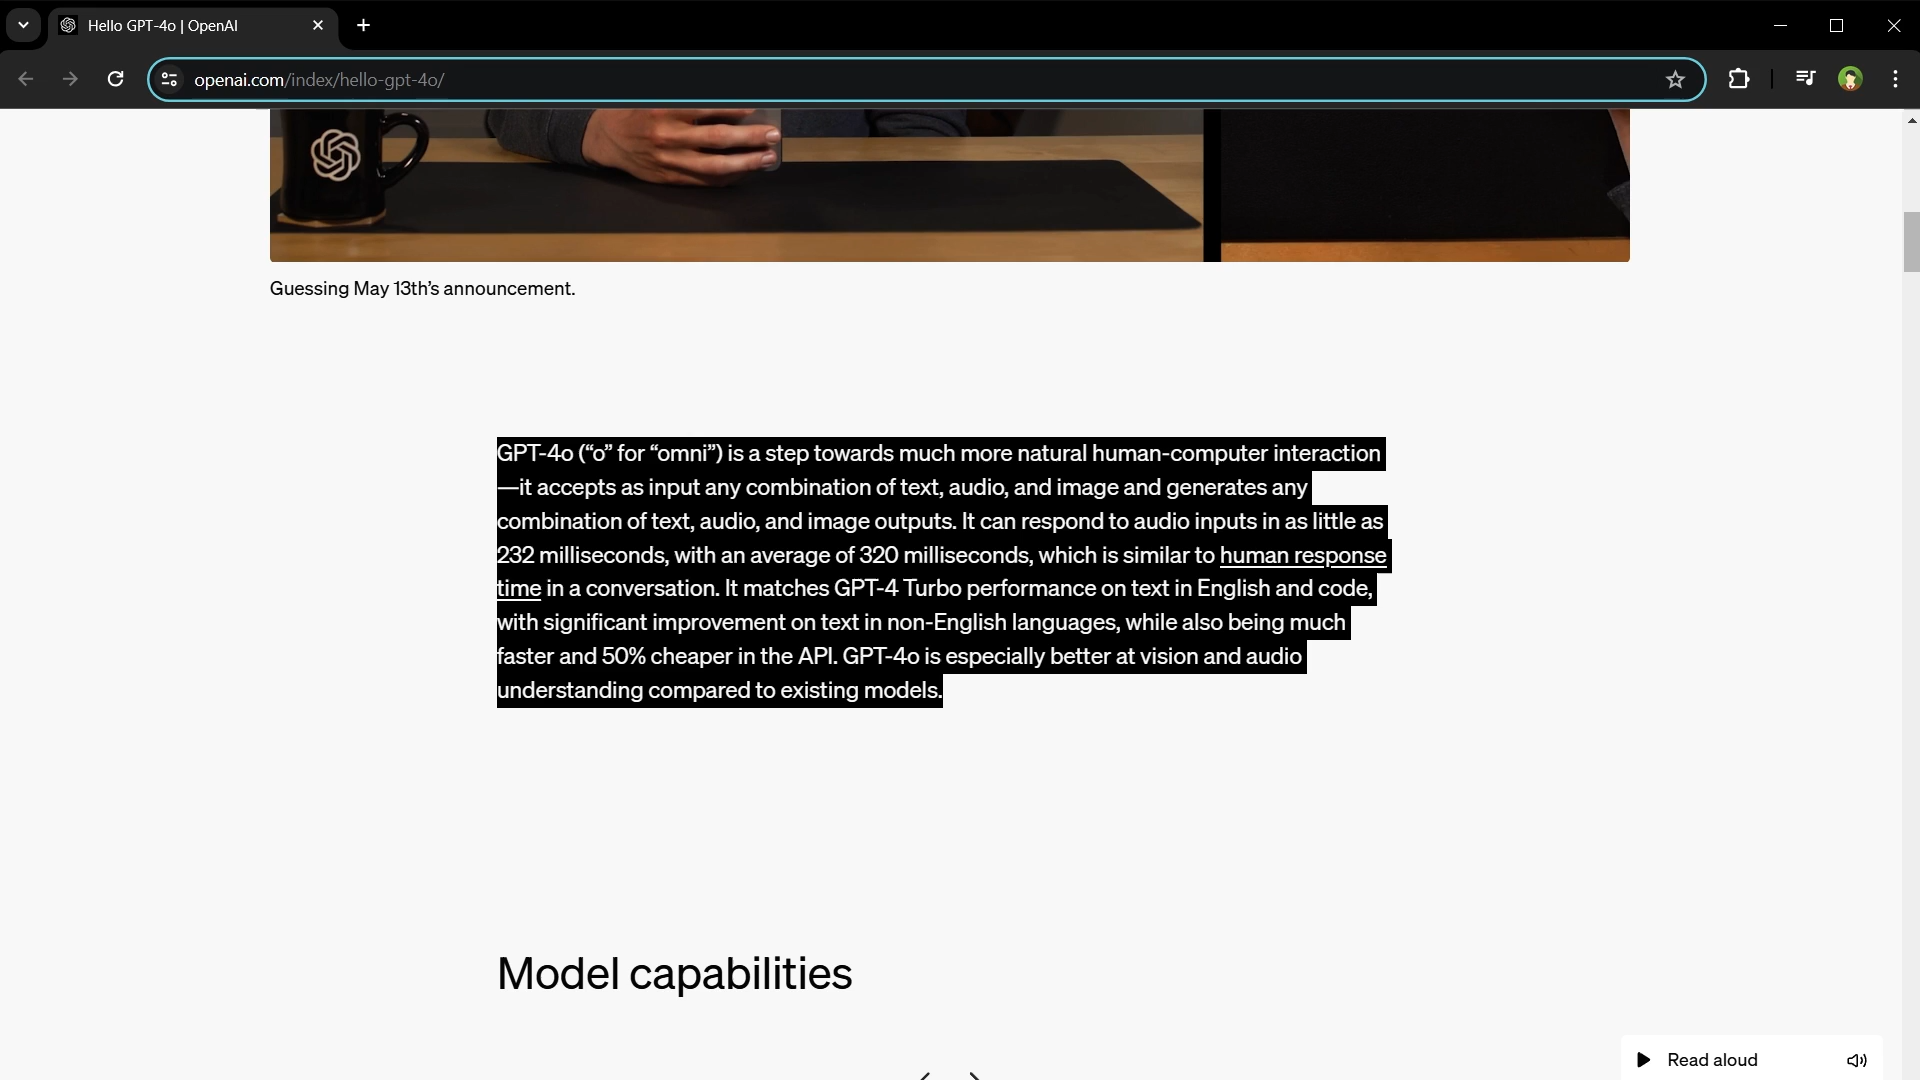 Hello GPT-4o | OpenAI
openai.com/index/hello-gpt-4o/
Guessing May 13th’s announcement.
GPT-4o (“o” for “omni”) is a step towards much more natural human-computer interaction
—it accepts as input any combination of text, audio, and image and generates any
combination of text, audio, and image outputs. It can respond to audio inputs in as little as
232 milliseconds, with an average of 320 milliseconds, which is similar to human response
time in a conversation. It matches GPT-4 Turbo performance on text in English and code,
with significant improvement on text in non-English languages, while also being much
faster and 50% cheaper in the API. GPT-4o is especially better at vision and audio
understanding compared to existing models.
Model capabilities
Read aloud